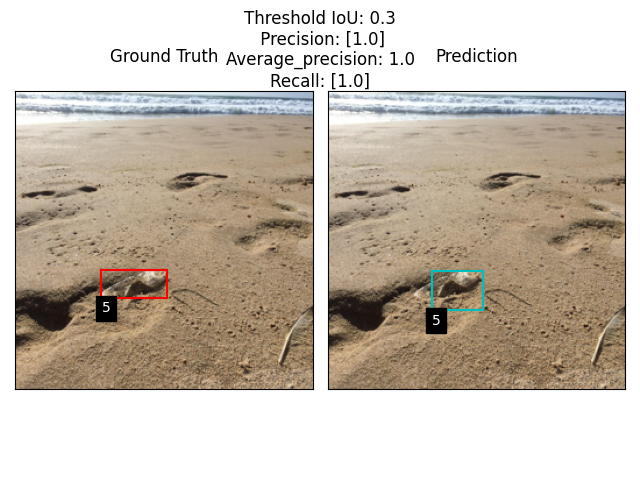 Threshold IoU: 0.3
Precision: [1.0]
Average_precision: 1.0
Recall: [1.0]
Ground Truth
Prediction
5
5